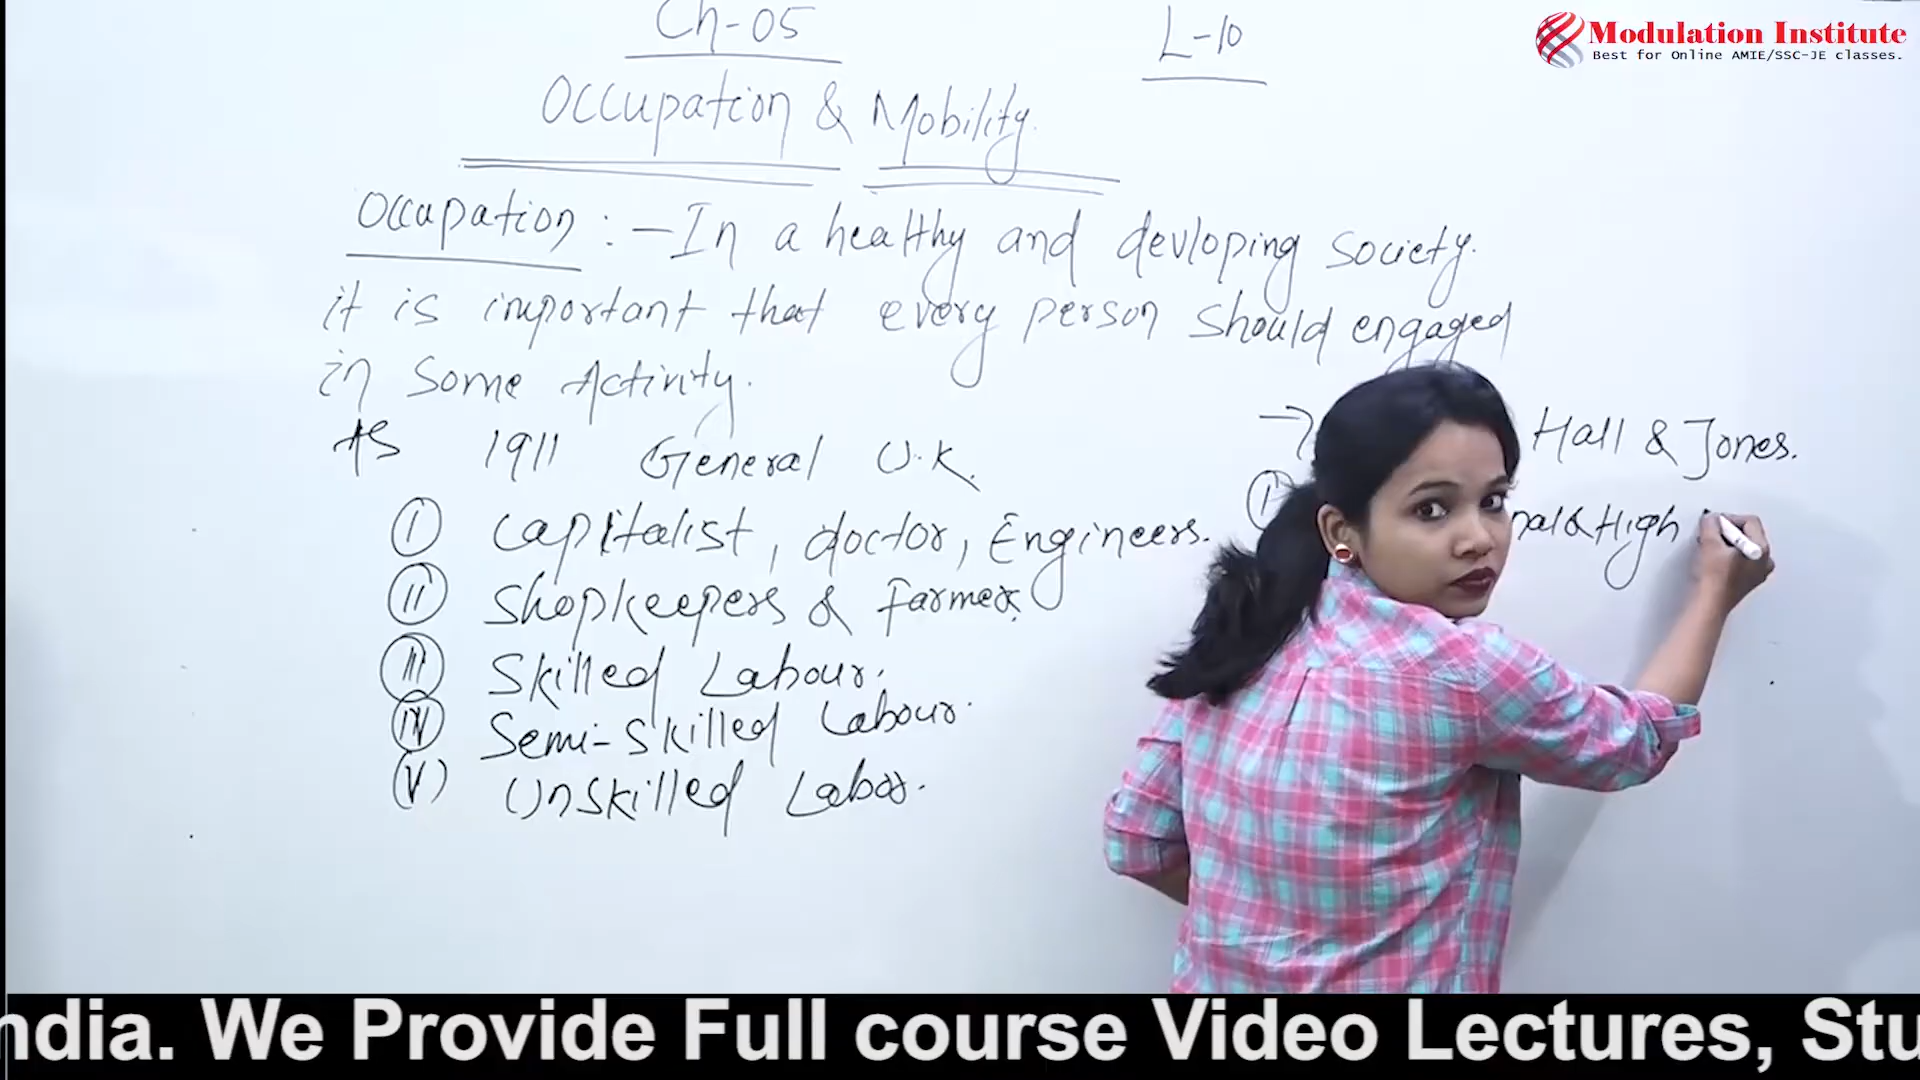 Ch-05
L-10
Modulation Institute
Best for Online AMIE/SSC-JE classes.
Occupation & Mobility.
Occupation :- In a healthy and devloping society.
it is important that every person should engaged
in Some Activity.
As 1911 General U.K.
→ Hall & Jones.
(I) Capitalist, doctor, Engineers.
& High
(II) Shopkeepers & Farmers.
(III) Skilled Labour.
(IV) Semi-skilled Labour.
(V) Unskilled Labor.
ndia. We Provide Full course Video Lectures, Stu